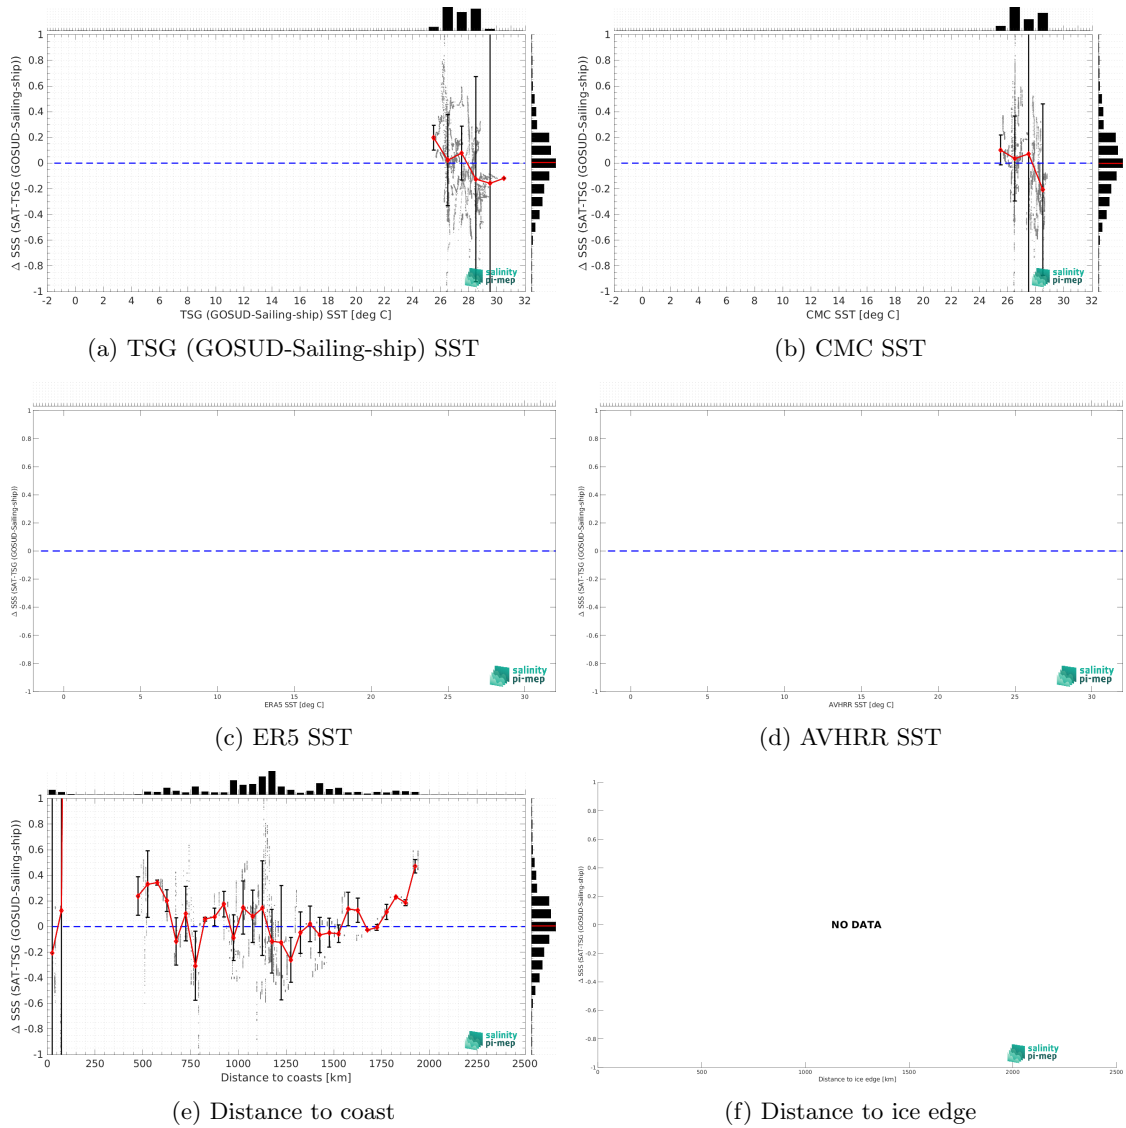 1
0.8
0.6
0.4
0.2
0
-0.2
-0.4
-0.6
-0.8
-1
Δ SSS (SAT-TSG (GOSUD-Sailing-ship))
-2 0 2 4 6 8 10 12 14 16 18 20 22 24 26 28 30 32
TSG (GOSUD-Sailing-ship) SST [deg C]
salinity
pi-mep
(a) TSG (GOSUD-Sailing-ship) SST
1
0.8
0.6
0.4
0.2
0
-0.2
-0.4
-0.6
-0.8
-1
Δ SSS (SAT-TSG (GOSUD-Sailing-ship))
-2 0 2 4 6 8 10 12 14 16 18 20 22 24 26 28 30 32
CMC SST [deg C]
salinity
pi-mep
(b) CMC SST
1
0.8
0.6
0.4
0.2
0
-0.2
-0.4
-0.6
-0.8
-1
Δ SSS (SAT-TSG (GOSUD-Sailing-ship))
0 5 10 15 20 25 30
ERA5 SST [deg C]
salinity
pi-mep
(c) ER5 SST
1
0.8
0.6
0.4
0.2
0
-0.2
-0.4
-0.6
-0.8
-1
Δ SSS (SAT-TSG (GOSUD-Sailing-ship))
0 5 10 15 20 25 30
AVHRR SST [deg C]
salinity
pi-mep
(d) AVHRR SST
1
0.8
0.6
0.4
0.2
0
-0.2
-0.4
-0.6
-0.8
-1
Δ SSS (SAT-TSG (GOSUD-Sailing-ship))
0 250 500 750 1000 1250 1500 1750 2000 2250 2500
Distance to coasts [km]
salinity
pi-mep
(e) Distance to coast
1
0.8
0.6
0.4
0.2
0
-0.2
-0.4
-0.6
-0.8
-1
Δ SSS (SAT-TSG (GOSUD-Sailing-ship))
NO DATA
0 500 1000 1500 2000 2500
Distance to ice edge [km]
salinity
pi-mep
(f) Distance to ice edge